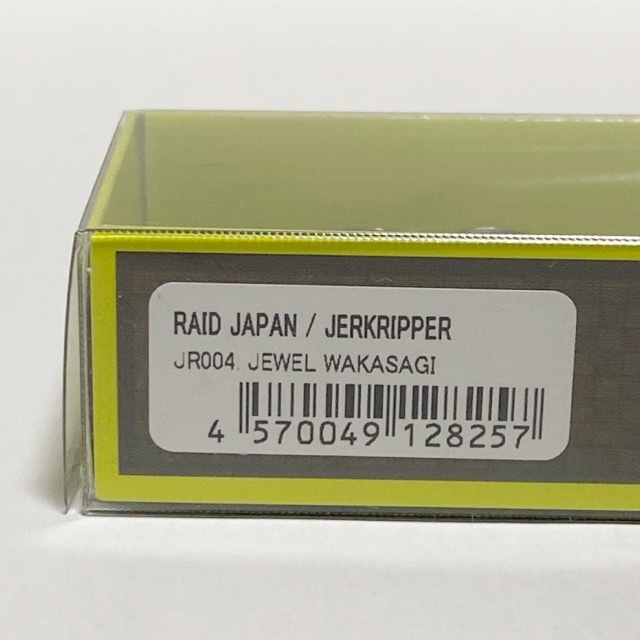 RAID JAPAN / JERKRIPPER
JR004. JEWEL WAKASAGI
4 570049 128257